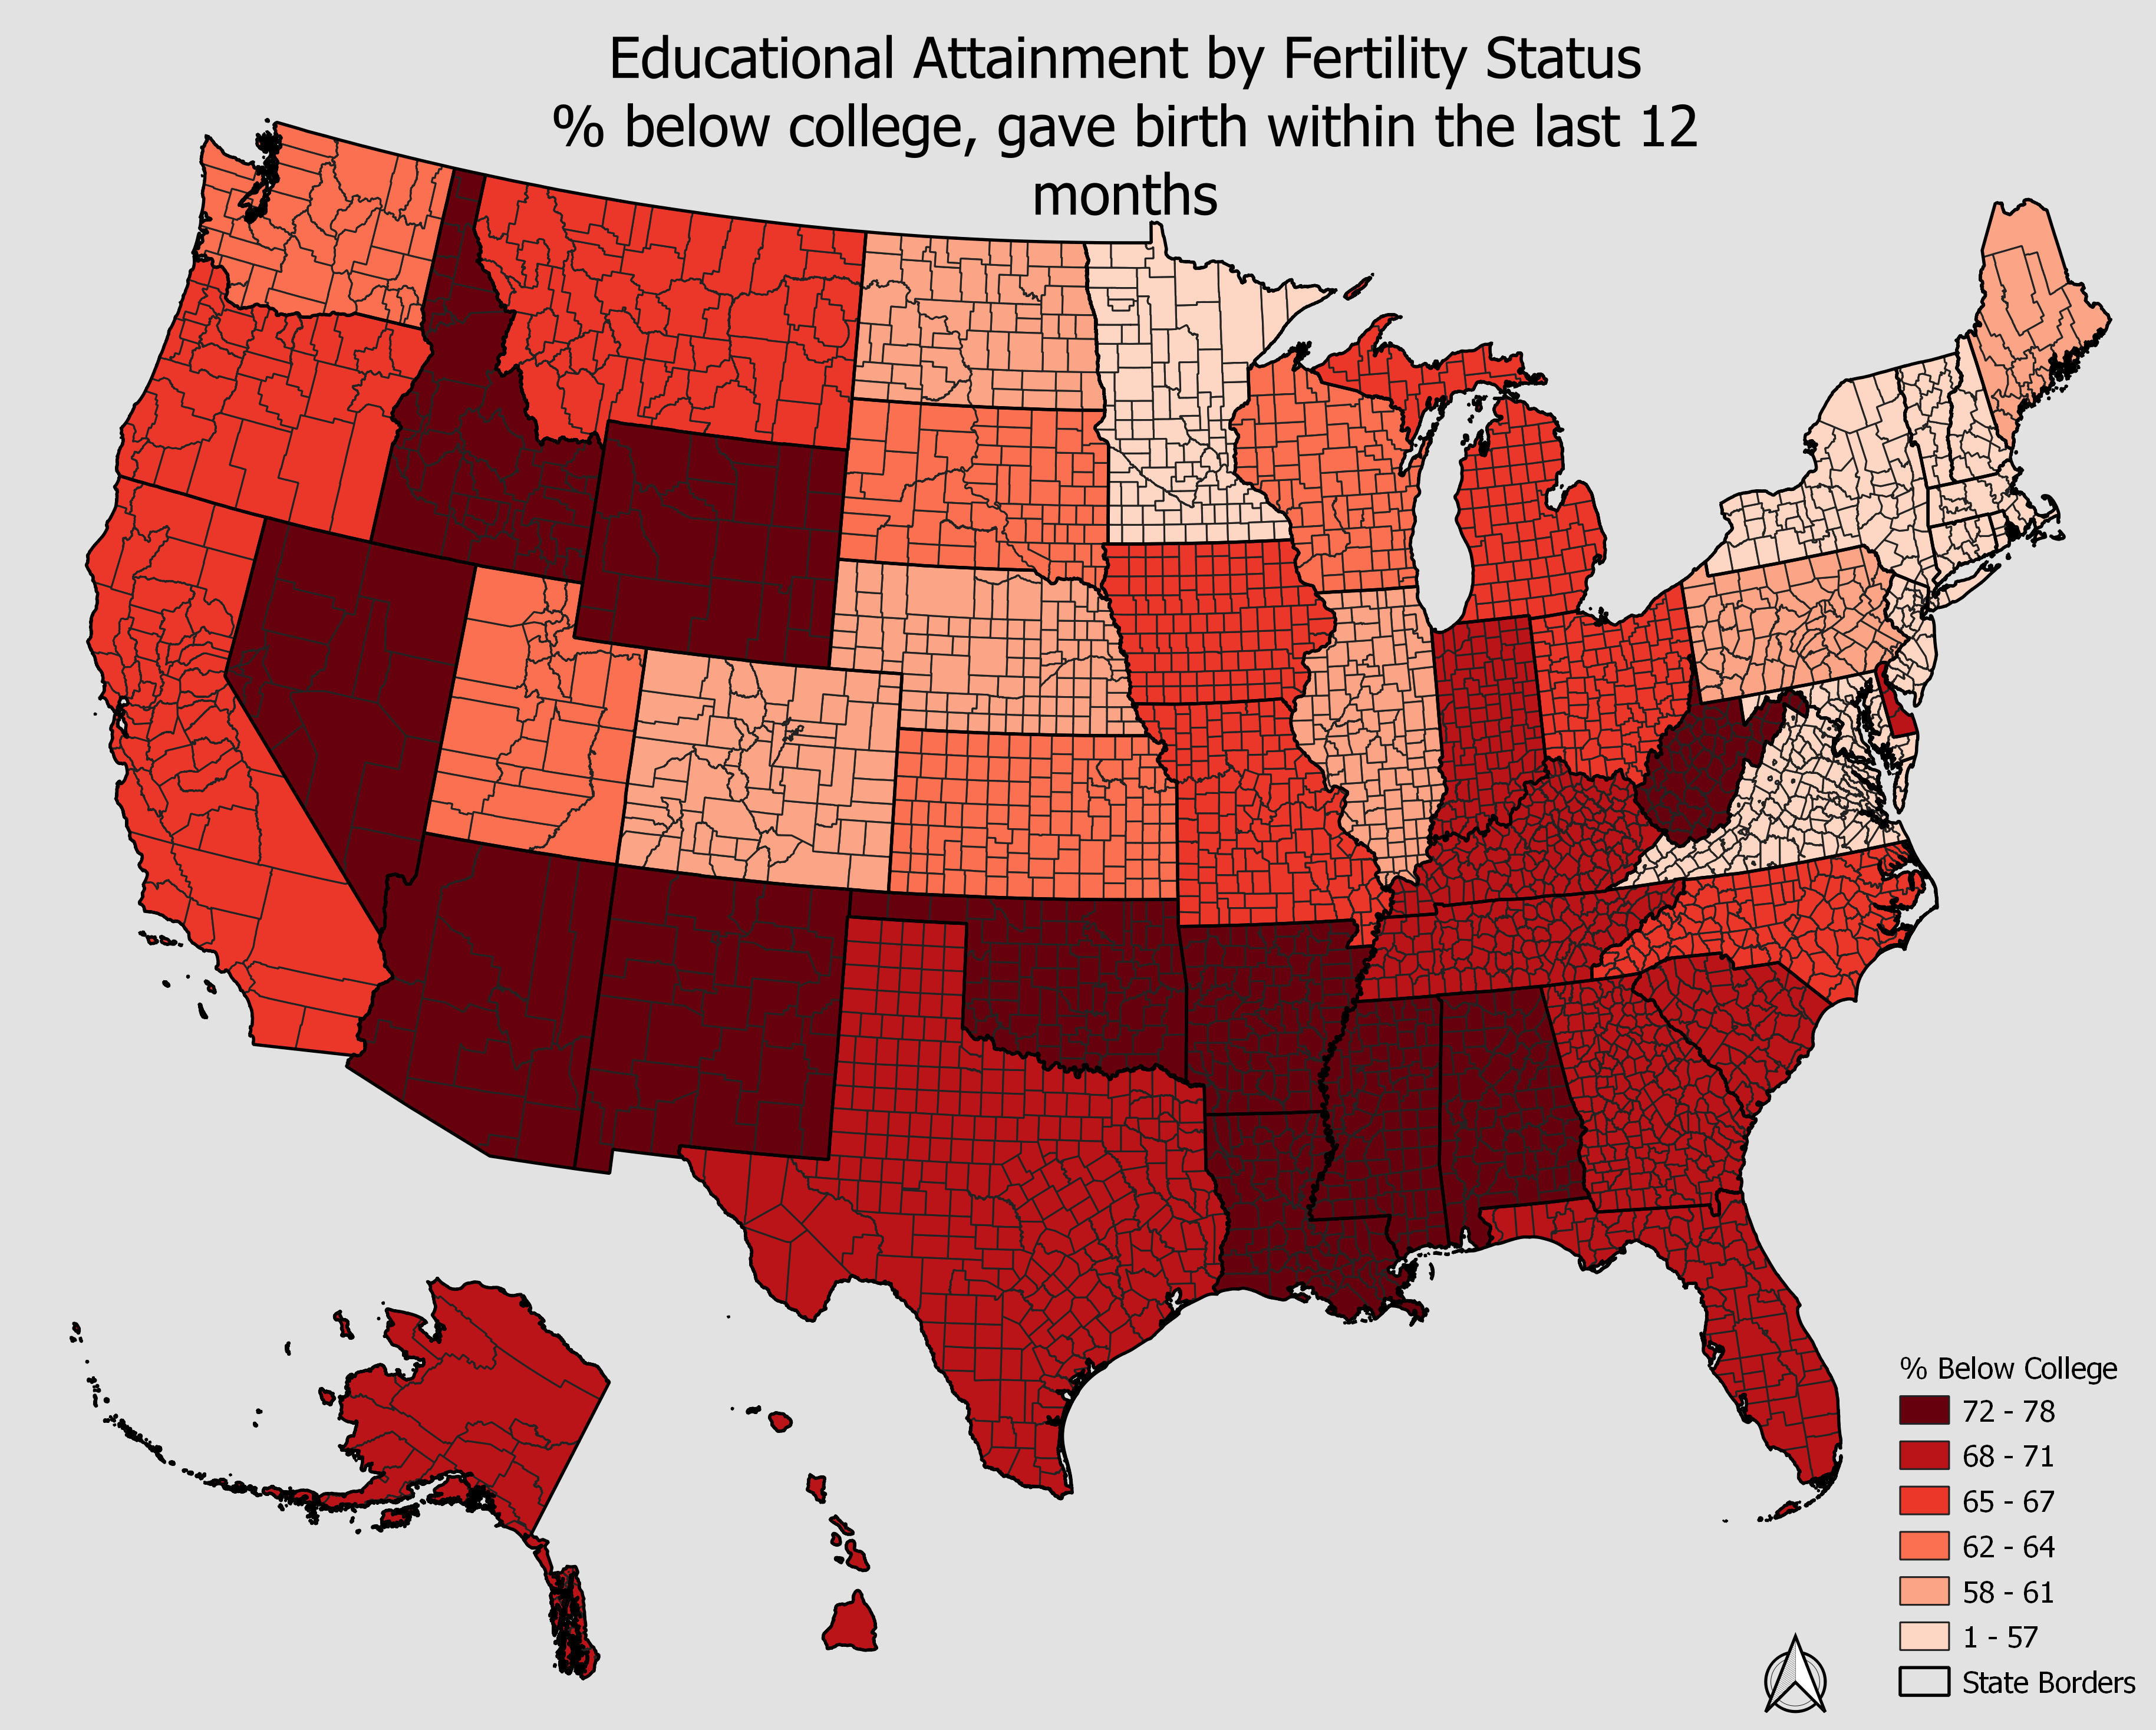 Educational Attainment by Fertility Status
% below college, gave birth within the last 12
months
% Below College
72 - 78
68 - 71
65 - 67
62 - 64
58 - 61
1 - 57
State Borders